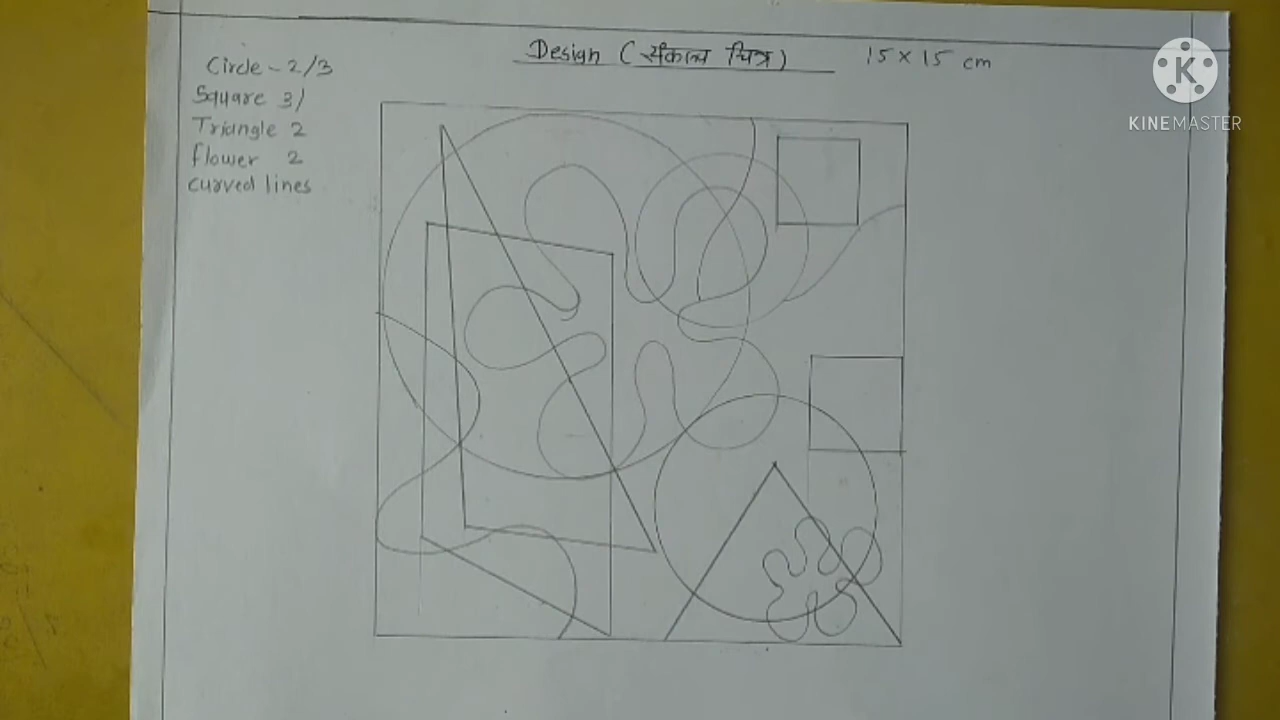 Design (संकल्प चित्र) 15 × 15 cm
Circle - 2/3
Square 3/
Triangle 2
flower 2
curved lines
K
KINEMASTER